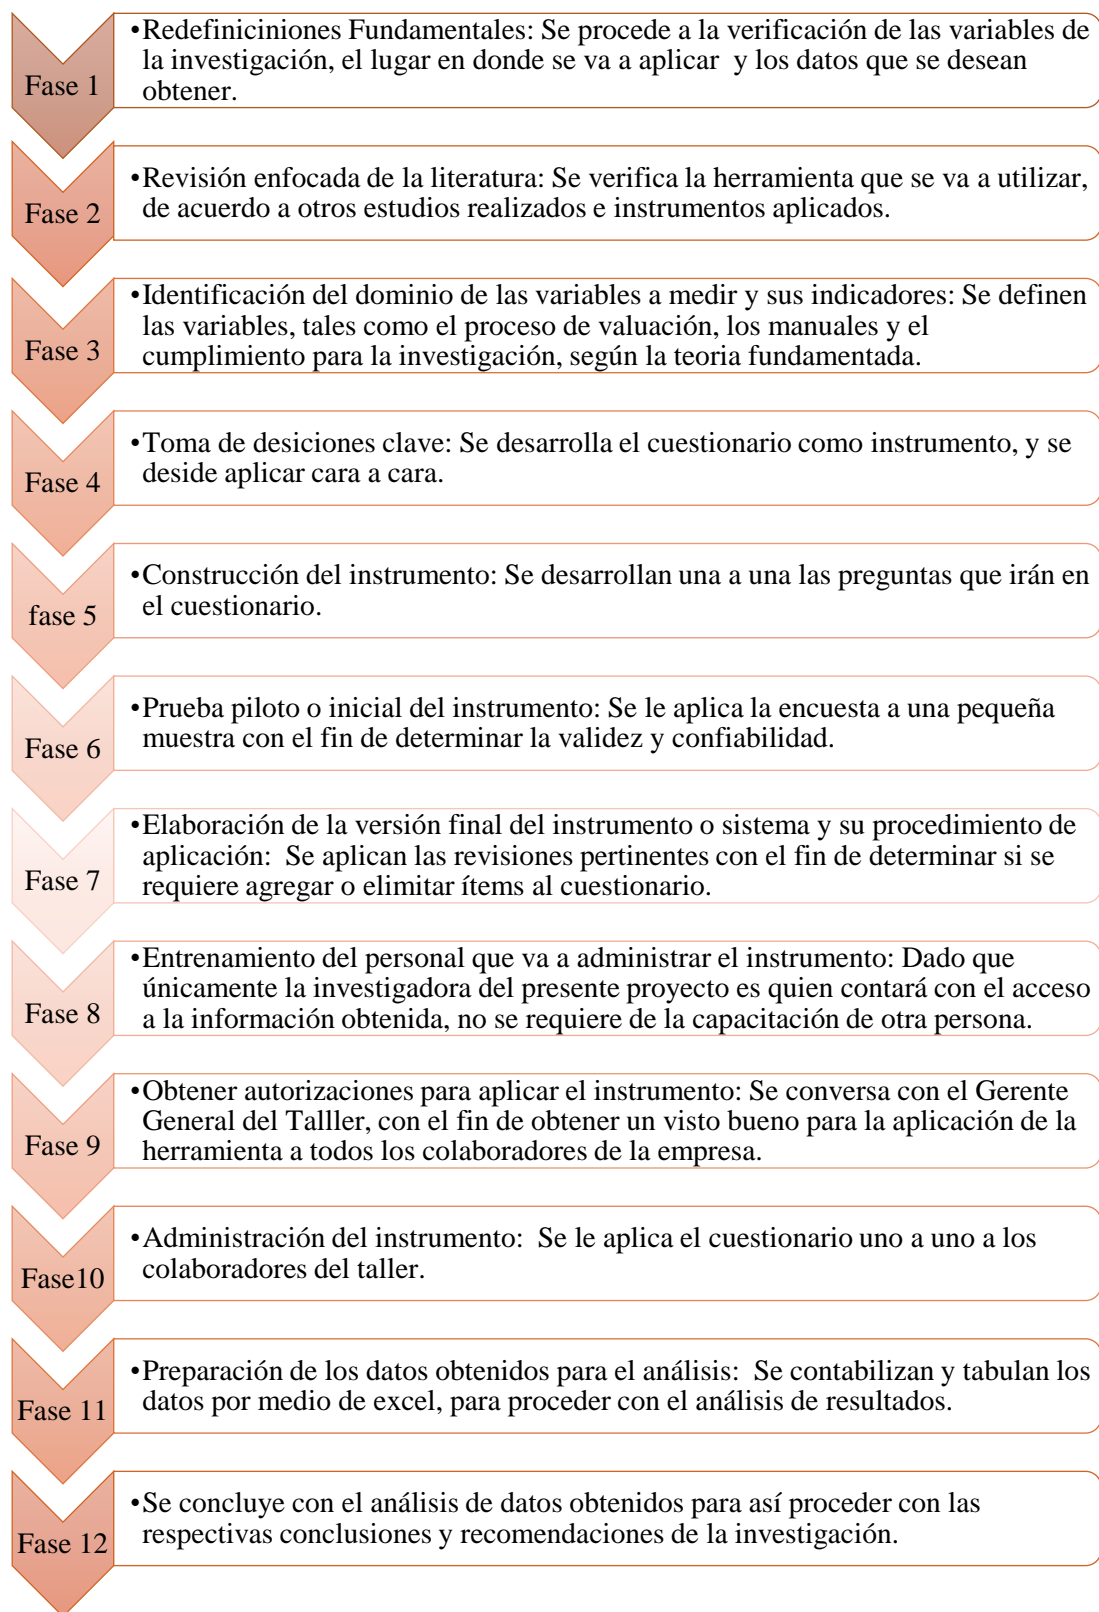 Fase 1
•Redefiniciniones Fundamentales: Se procede a la verificación de las variables de
la investigación, el lugar en donde se va a aplicar y los datos que se desean
obtener.
Fase 2
•Revisión enfocada de la literatura: Se verifica la herramienta que se va a utilizar,
de acuerdo a otros estudios realizados e instrumentos aplicados.
Fase 3
•Identificación del dominio de las variables a medir y sus indicadores: Se definen
las variables, tales como el proceso de valuación, los manuales y el
cumplimiento para la investigación, según la teoria fundamentada.
Fase 4
•Toma de desiciones clave: Se desarrolla el cuestionario como instrumento, y se
deside aplicar cara a cara.
fase 5
•Construcción del instrumento: Se desarrollan una a una las preguntas que irán en
el cuestionario.
Fase 6
•Prueba piloto o inicial del instrumento: Se le aplica la encuesta a una pequeña
muestra con el fin de determinar la validez y confiabilidad.
Fase 7
•Elaboración de la versión final del instrumento o sistema y su procedimiento de
aplicación: Se aplican las revisiones pertinentes con el fin de determinar si se
requiere agregar o elimitar ítems al cuestionario.
Fase 8
•Entrenamiento del personal que va a administrar el instrumento: Dado que
únicamente la investigadora del presente proyecto es quien contará con el acceso
a la información obtenida, no se requiere de la capacitación de otra persona.
Fase 9
•Obtener autorizaciones para aplicar el instrumento: Se conversa con el Gerente
General del Talller, con el fin de obtener un visto bueno para la aplicación de la
herramienta a todos los colaboradores de la empresa.
Fase10
•Administración del instrumento: Se le aplica el cuestionario uno a uno a los
colaboradores del taller.
Fase 11
•Preparación de los datos obtenidos para el análisis: Se contabilizan y tabulan los
datos por medio de excel, para proceder con el análisis de resultados.
Fase 12
•Se concluye con el análisis de datos obtenidos para así proceder con las
respectivas conclusiones y recomendaciones de la investigación.